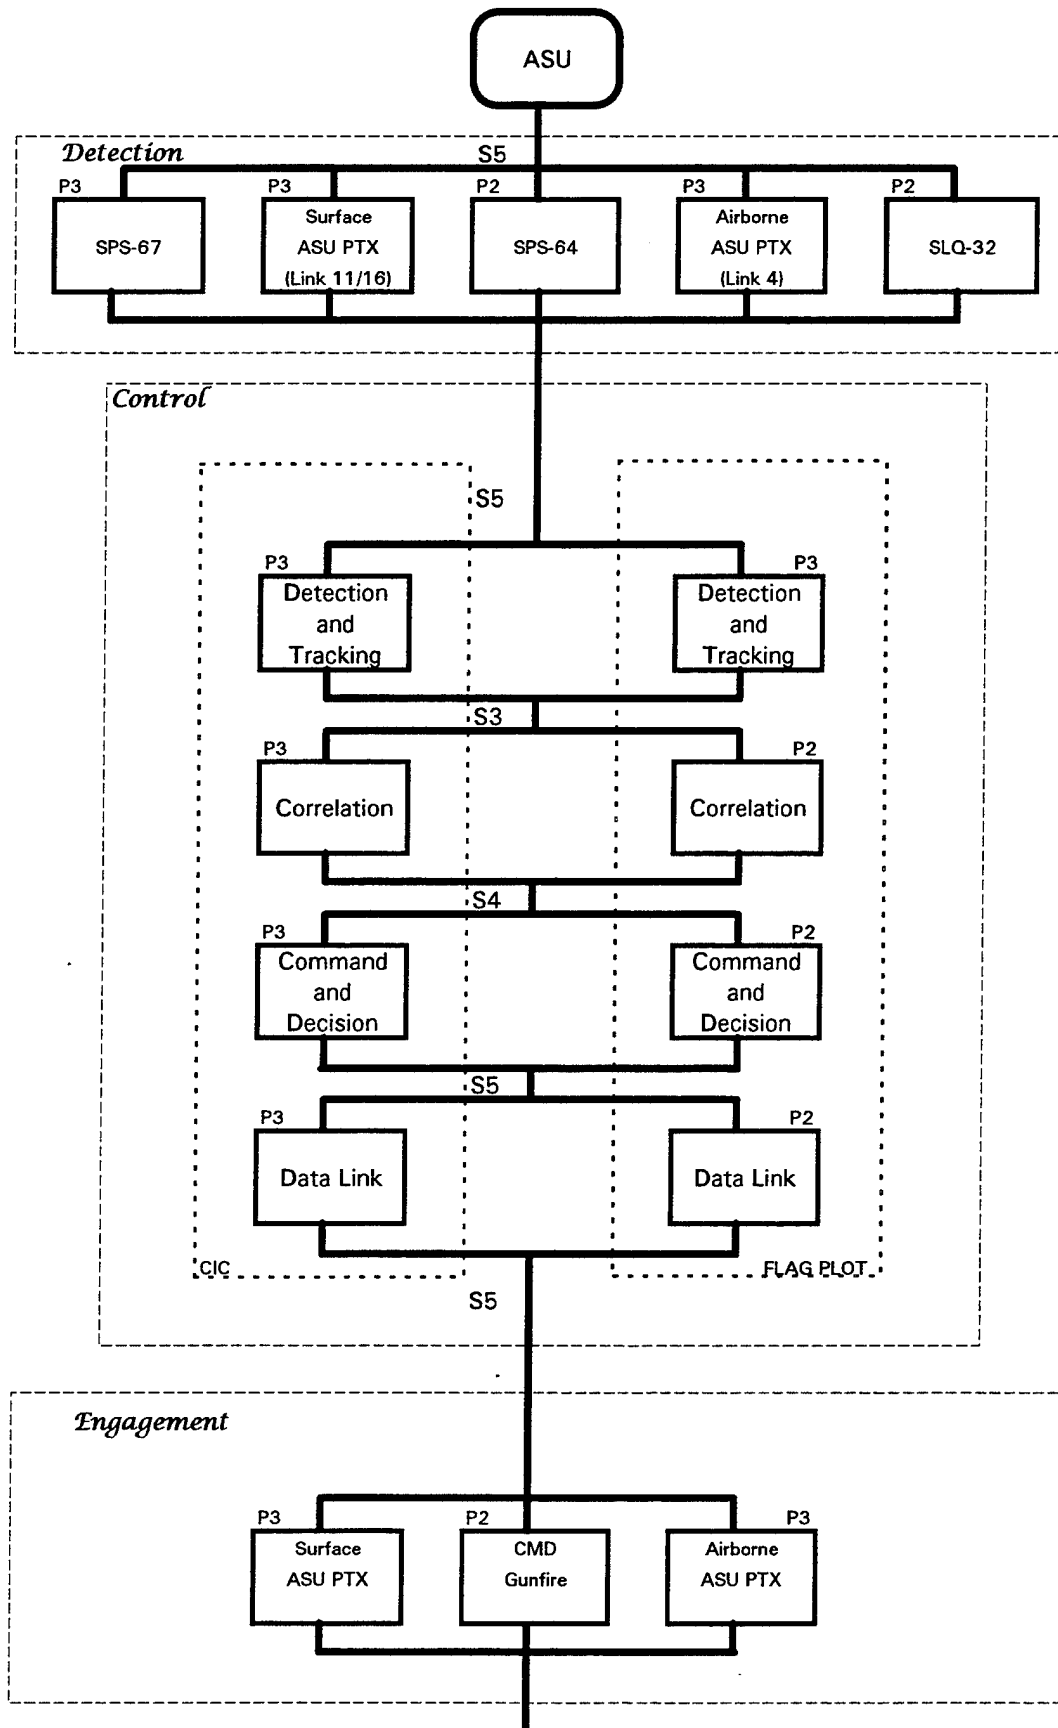 ASU
Detection
S5
P3
P3
P2
P3
P2
SPS-67
Surface
ASU PTX
(Link 11/16)
SPS-64
Airborne
ASU PTX
(Link 4)
SLQ-32
Control
S5
P3
P3
Detection
and
Tracking
Detection
and
Tracking
S3
P3
P2
Correlation
Correlation
S4
P3
P2
Command
and
Decision
Command
and
Decision
S5
P3
P2
Data Link
Data Link
CIC
FLAG PLOT
S5
Engagement
P3
P2
P3
Surface
ASU PTX
CMD
Gunfire
Airborne
ASU PTX